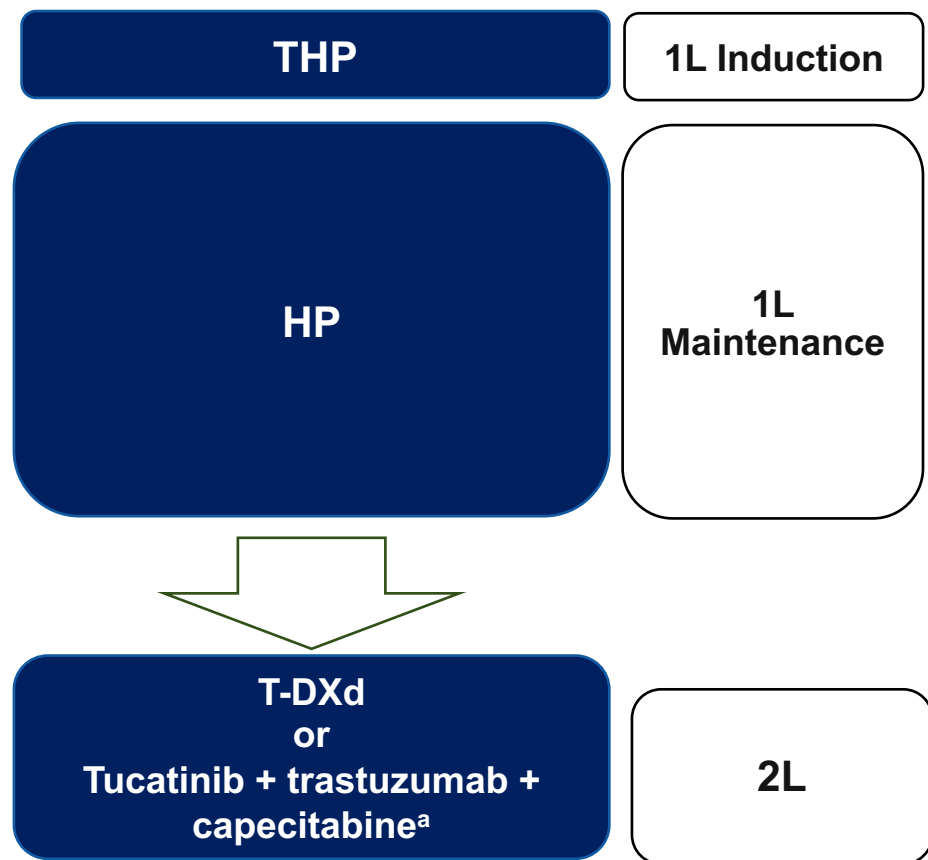 THP
1L Induction
HP
1L
Maintenance
T-DXd
or
Tucatinib + trastuzumab +
capecitabineᵃ
2L